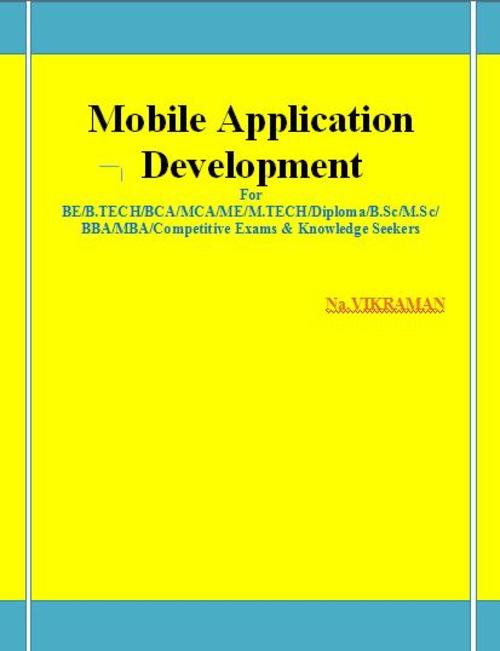 Mobile Application
Development
For
BE/B.TECH/BCA/MCA/ME/M.TECH/Diploma/B.Sc/M.Sc/
BBA/MBA/Competitive Exams & Knowledge Seekers
Na.VIKRAMAN